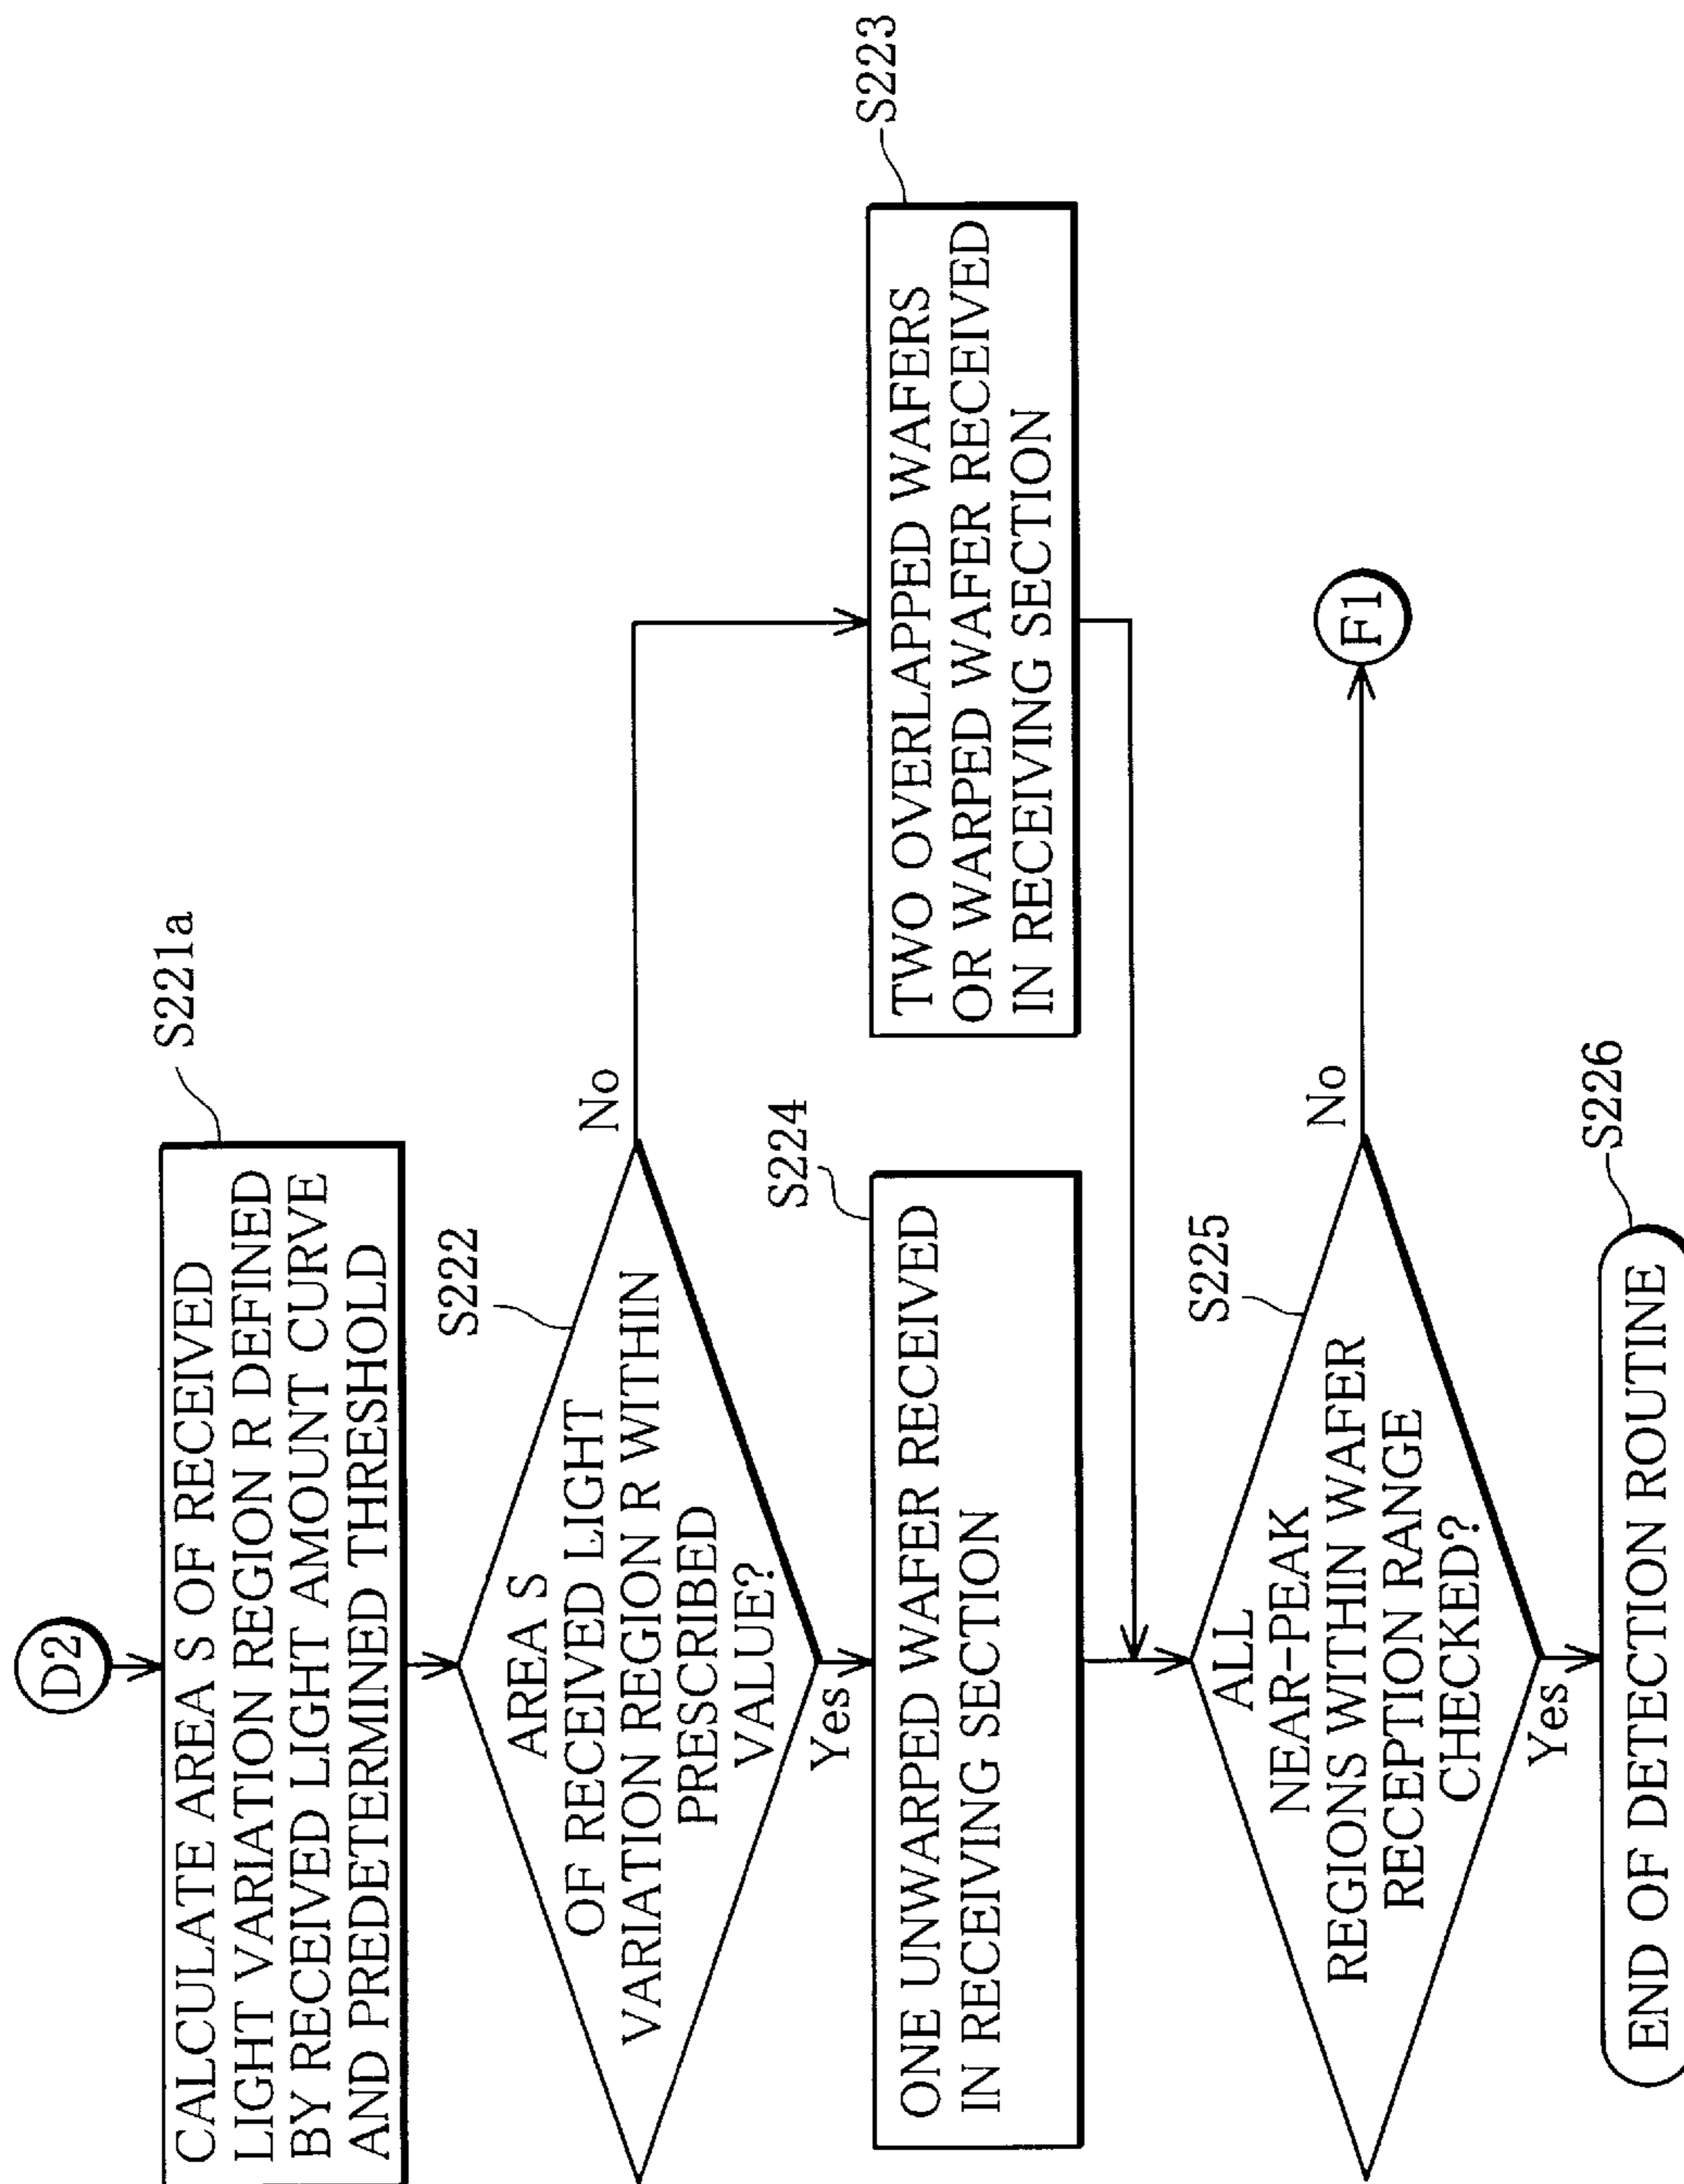 D2
CALCULATE AREA S OF RECEIVED
LIGHT VARIATION REGION R DEFINED
BY RECEIVED LIGHT AMOUNT CURVE
AND PREDETERMINED THRESHOLD
S221a
AREA S
OF RECEIVED LIGHT
VARIATION REGION R WITHIN
PRESCRIBED
VALUE?
S222
No
Yes
TWO OVERLAPPED WAFERS
OR WARPED WAFER RECEIVED
IN RECEIVING SECTION
S223
ONE UNWARPED WAFER RECEIVED
IN RECEIVING SECTION
S224
ALL
NEAR-PEAK
REGIONS WITHIN WAFER
RECEPTION RANGE
CHECKED?
S225
No
F1
Yes
END OF DETECTION ROUTINE
S226